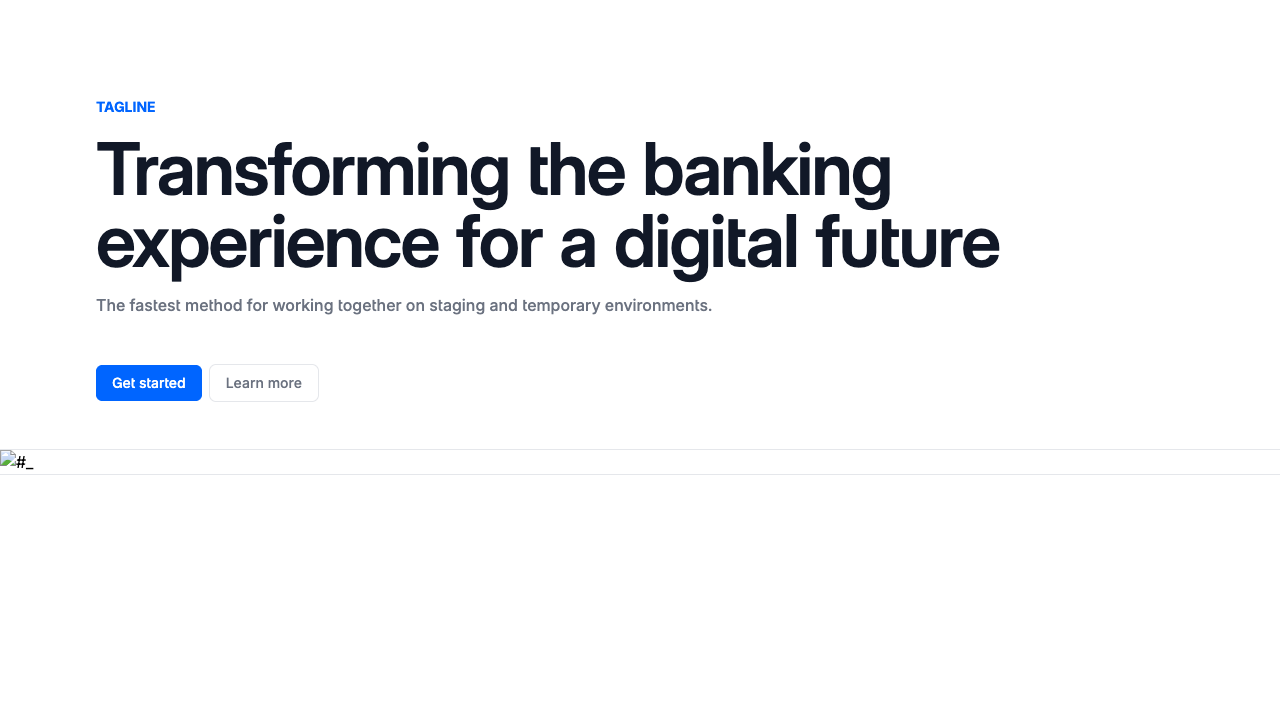 TAGLINE
Transforming the banking
experience for a digital future
The fastest method for working together on staging and temporary environments.
Get started
Learn more
#_